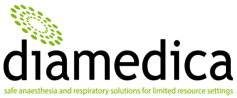 diamedica
safe anaesthesia and respiratory solutions for limited resource settings